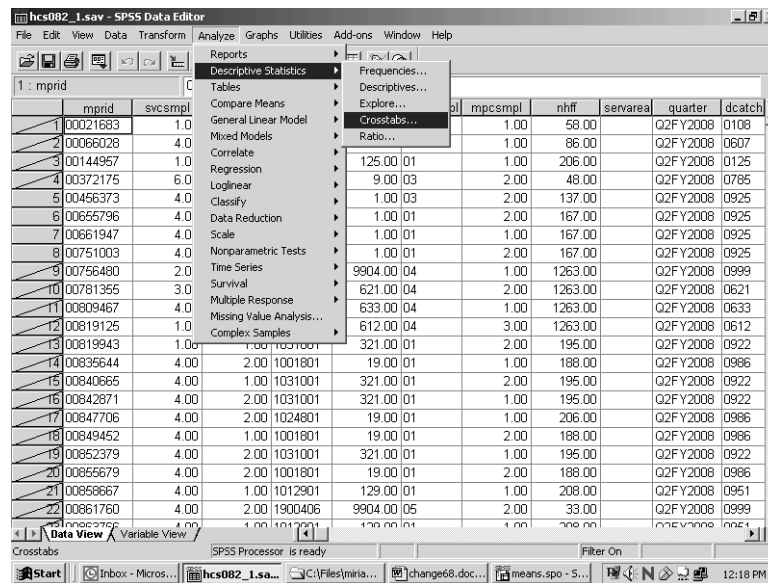 hcs082_1.sav - SPSS Data Editor
File Edit View Data Transform Analyze Graphs Utilities Add-ons Window Help
1 : mprid
Reports
Descriptive Statistics
Tables
Compare Means
General Linear Model
Mixed Models
Correlate
Regression
Loglinear
Classify
Data Reduction
Scale
Nonparametric Tests
Time Series
Survival
Multiple Response
Missing Value Analysis...
Complex Samples
Frequencies...
Descriptives...
Explore...
Crosstabs...
Ratio...
mprid svcsmpl mpcsmpl nhff servarea quarter dcatch
1 00021683 1.0 1.00 58.00 Q2FY2008 0108
2 00066028 4.0 1.00 86.00 Q2FY2008 0607
3 00144957 1.0 125.00 01 1.00 206.00 Q2FY2008 0125
4 00372175 6.0 9.00 03 2.00 48.00 Q2FY2008 0785
5 00456373 4.0 1.00 03 2.00 137.00 Q2FY2008 0925
6 00655796 4.0 1.00 01 2.00 167.00 Q2FY2008 0925
7 00661947 4.0 1.00 01 1.00 167.00 Q2FY2008 0925
8 00751003 4.0 1.00 01 2.00 167.00 Q2FY2008 0925
9 00756480 2.0 9904.00 04 1.00 1263.00 Q2FY2008 0999
10 00781355 3.0 621.00 04 2.00 1263.00 Q2FY2008 0621
11 00809467 4.0 633.00 04 1.00 1263.00 Q2FY2008 0633
12 00819125 1.0 612.00 04 3.00 1263.00 Q2FY2008 0612
13 00819943 1.00 1.00 1031001 321.00 01 2.00 195.00 Q2FY2008 0922
14 00835644 4.00 2.00 1001801 19.00 01 1.00 188.00 Q2FY2008 0986
15 00840665 4.00 1.00 1031001 321.00 01 2.00 195.00 Q2FY2008 0922
16 00842871 4.00 2.00 1031001 321.00 01 2.00 195.00 Q2FY2008 0922
17 00847706 4.00 2.00 1024801 19.00 01 1.00 206.00 Q2FY2008 0986
18 00849452 4.00 1.00 1001801 19.00 01 2.00 188.00 Q2FY2008 0986
19 00852379 4.00 2.00 1031001 321.00 01 1.00 195.00 Q2FY2008 0922
20 00855679 4.00 2.00 1001801 19.00 01 2.00 188.00 Q2FY2008 0986
21 00858667 4.00 1.00 1012901 129.00 01 1.00 208.00 Q2FY2008 0951
22 00861760 4.00 2.00 1900406 9904.00 05 2.00 33.00 Q2FY2008 0999
Data View Variable View
Crosstabs SPSS Processor is ready Filter On
Start Inbox - Micros... hcs082_1.sa... C:\Files\miria... change68.doc... means.spo - S... 12:18 PM